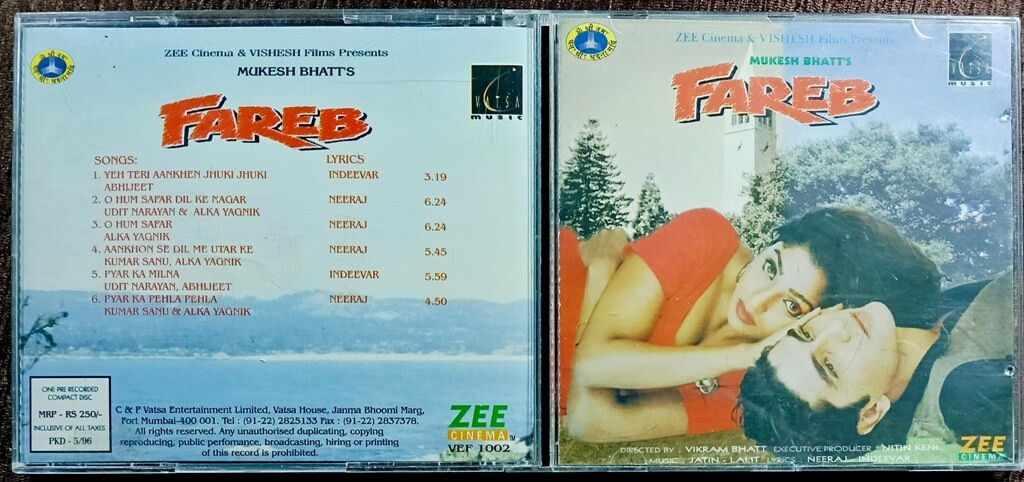 ZEE Cinema & VISHESH Films Presents
MUKESH BHATT'S
FAREB
VATSA
music
SONGS: LYRICS
1. YEH TERI AANKHEN JHUKI JHUKI INDEEVAR 3.19
ABHIJEET
2. O HUM SAFAR DIL KE NAGAR NEERAJ 6.24
UDIT NARAYAN & ALKA YAGNIK
3. O HUM SAFAR NEERAJ 6.24
ALKA YAGNIK
4. AANKHON SE DIL ME UTAR KE NEERAJ 5.45
KUMAR SANU, ALKA YAGNIK
5. PYAR KA MILNA INDEEVAR 5.59
UDIT NARAYAN, ABHIJEET
6. PYAR KA PEHLA PEHLA NEERAJ 4.50
KUMAR SANU & ALKA YAGNIK
ONE PRE RECORDED
COMPACT DISC
MRP - RS 250/-
INCLUSIVE OF ALL TAXES
PKD - 5/96
C & P Vatsa Entertainment Limited, Vatsa House, Janma Bhoomi Marg,
Fort Mumbai-400 001. Tel : (91-22) 2825133 Fax : (91-22) 2837378.
All rights reserved. Any unauthorised duplicating, copying
reproducing, public perfomance, broadcasting, hiring or printing
of this record is prohibited.
ZEE
CINEMA TM
VEF 1002
ZEE Cinema & VISHESH Films Presents
MUKESH BHATT'S
FAREB
VATSA
music
DIRECTED BY : VIKRAM BHATT EXECUTIVE PRODUCER : NITIN KENI
MUSIC : JATIN - LALIT LYRICS : NEERAJ - INDEEVAR
ZEE
CINEMA